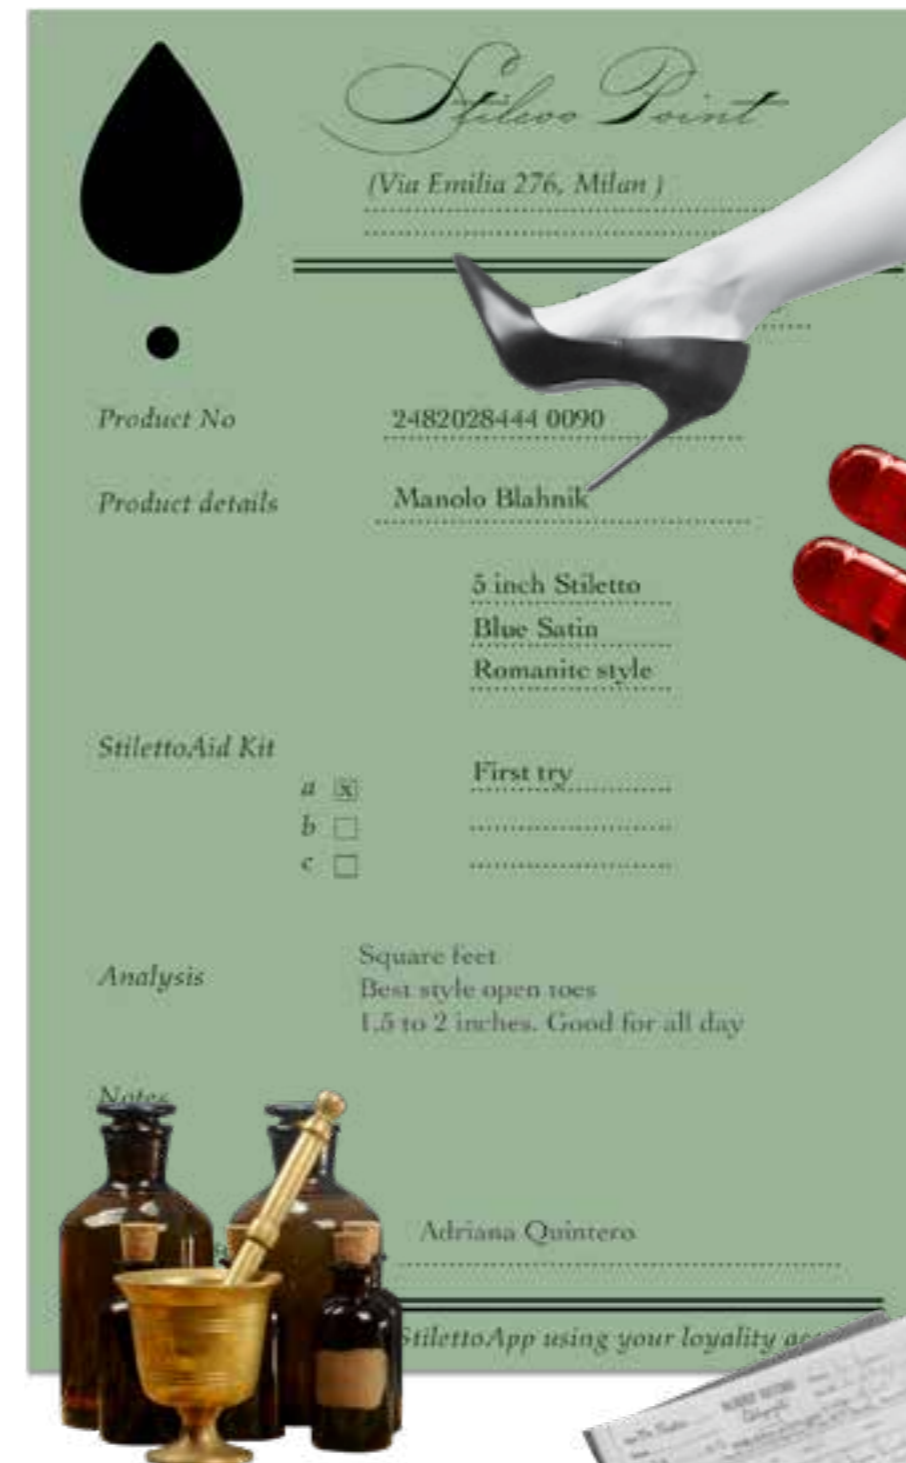 Stilcoo Point
(Via Emilia 276, Milan )
Product No 2482028444 0090
Product details Manolo Blahnik
5 inch Stiletto
Blue Satin
Romanite style
StilettoAid Kit
First try
a x
b
c
Analysis
Square feet
Best style open toes
1.5 to 2 inches. Good for all day
Notes
Adriana Quintero
StilettoApp using your loyality